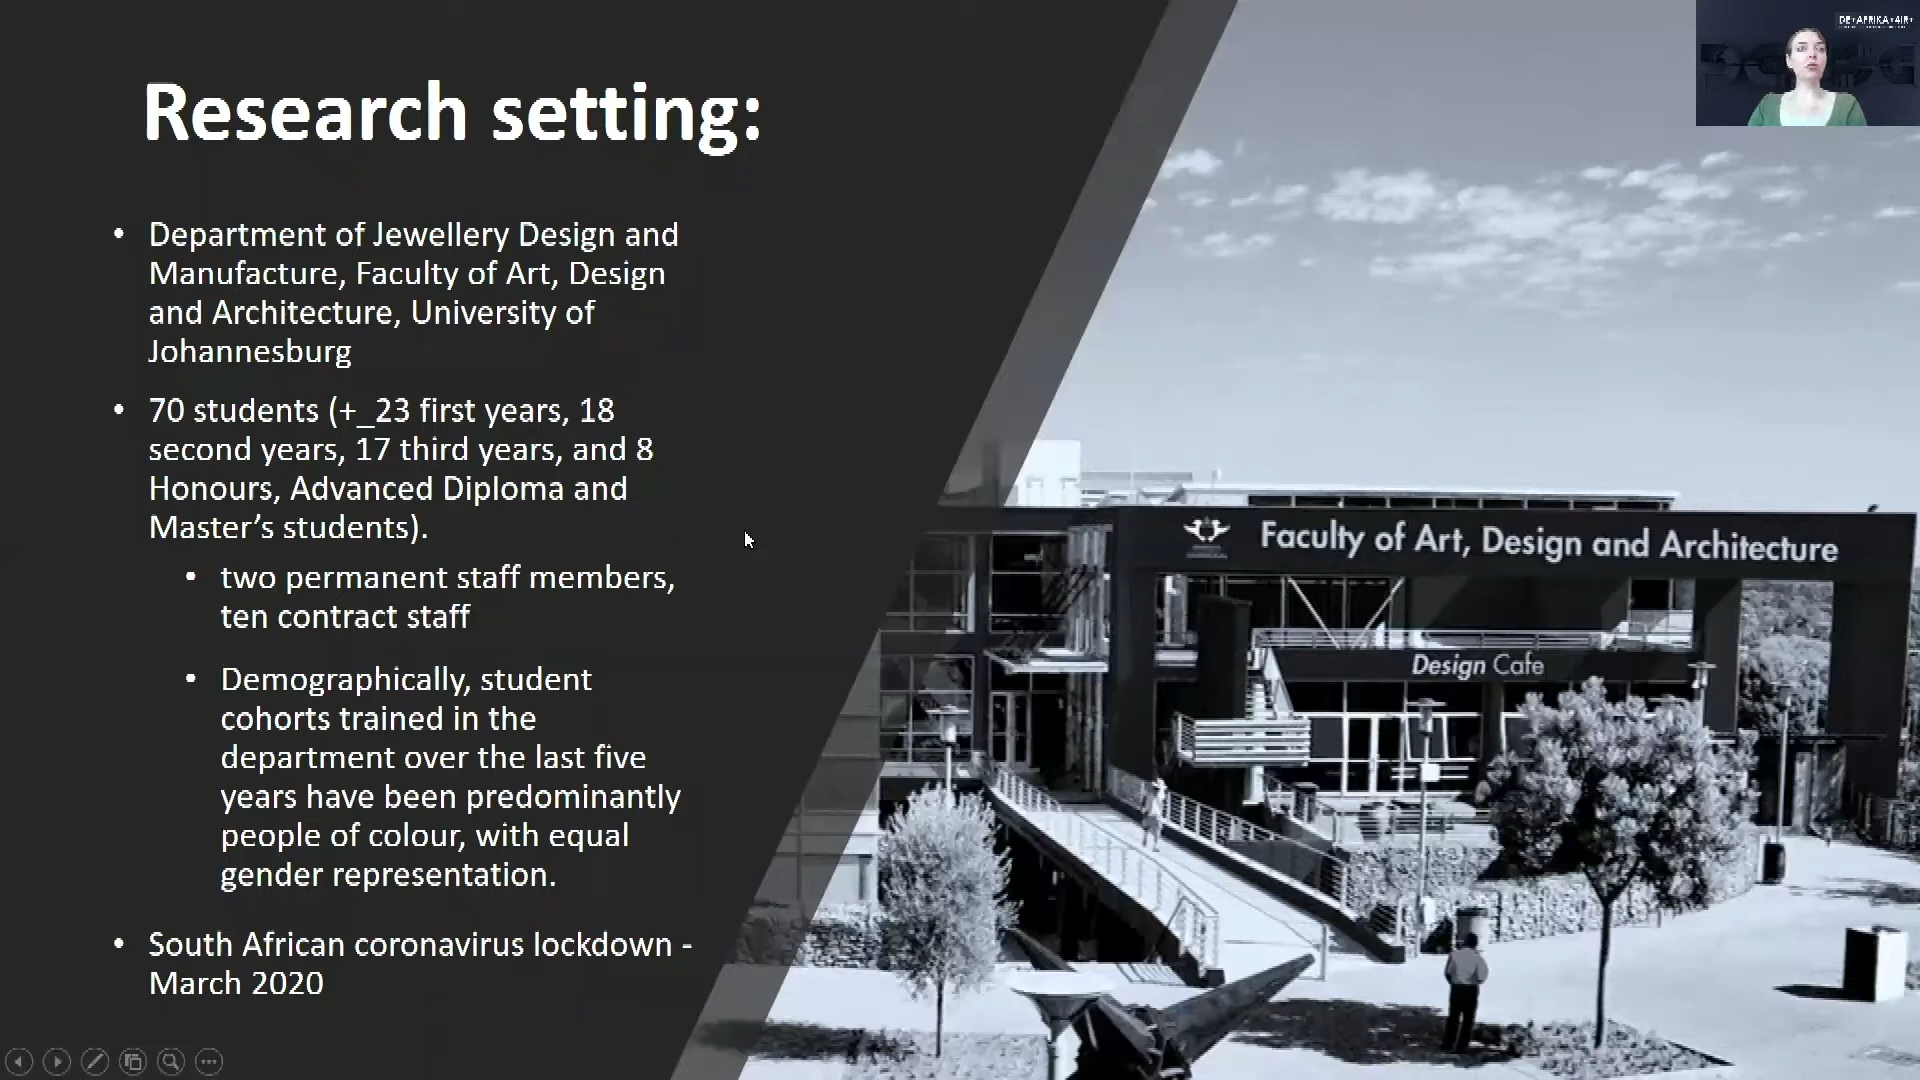 DE+AFRIKA+4IR+
Research setting:
• Department of Jewellery Design and
Manufacture, Faculty of Art, Design
and Architecture, University of
Johannesburg
• 70 students (+_23 first years, 18
second years, 17 third years, and 8
Honours, Advanced Diploma and
Master’s students).
• two permanent staff members,
ten contract staff
• Demographically, student
cohorts trained in the
department over the last five
years have been predominantly
people of colour, with equal
gender representation.
• South African coronavirus lockdown -
March 2020
Faculty of Art, Design and Architecture
Design Cafe